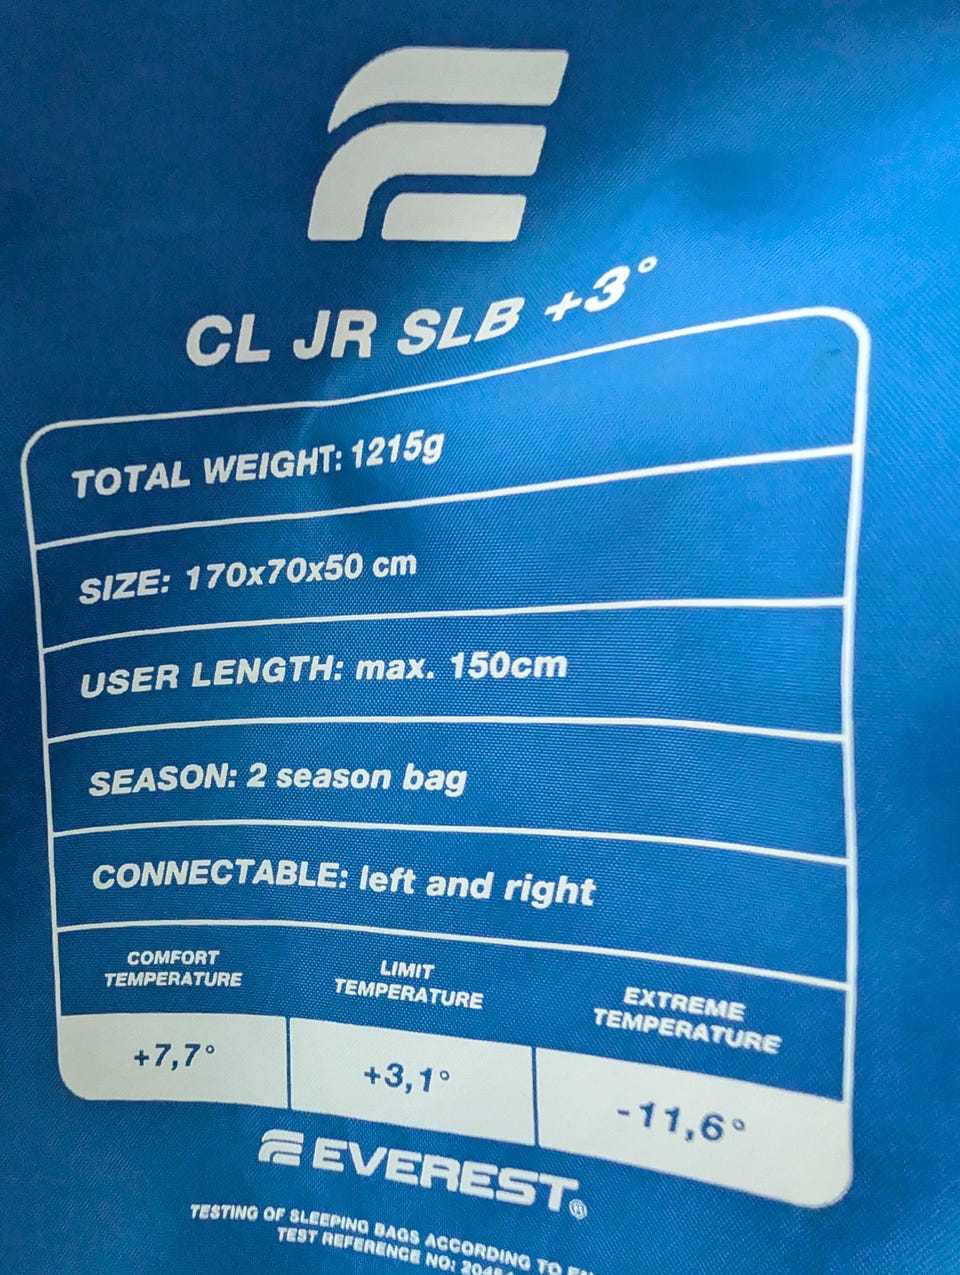 CL JR SLB +3°
TOTAL WEIGHT: 1215g
SIZE: 170x70x50 cm
USER LENGTH: max. 150cm
SEASON: 2 season bag
CONNECTABLE: left and right
COMFORT
TEMPERATURE
+7,7°
LIMIT
TEMPERATURE
+3,1°
EXTREME
TEMPERATURE
-11,6°
EVEREST®
TESTING OF SLEEPING BAGS ACCORDING TO EN
TEST REFERENCE NO: